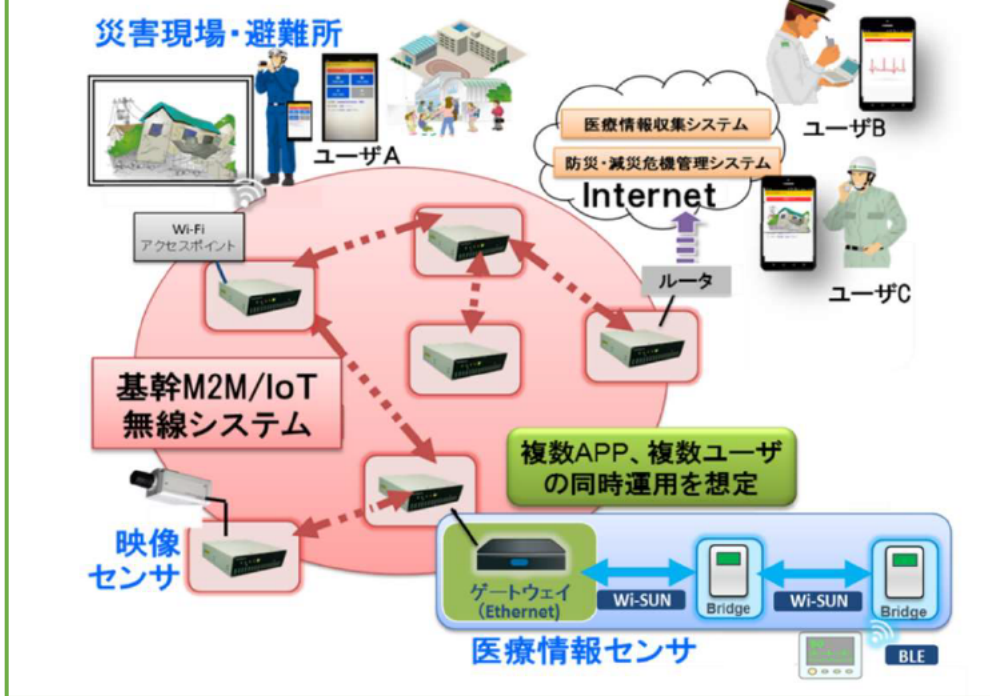 災害現場・避難所
ユーザA
医療情報収集システム
防災・減災危機管理システム
Internet
ユーザB
ユーザC
Wi-Fi
アクセスポイント
ルータ
基幹M2M/IoT
無線システム
複数APP、複数ユーザ
の同時運用を想定
映像
センサ
ゲートウェイ
(Ethernet)
Wi-SUN
Bridge
Wi-SUN
Bridge
医療情報センサ
BLE